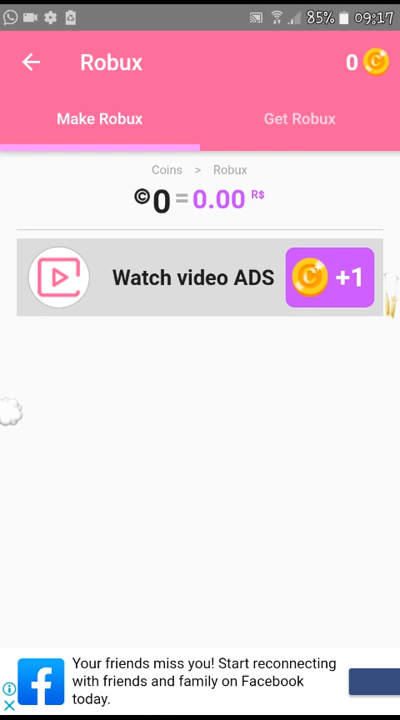 85% 09:17
Robux
0
Make Robux
Get Robux
Coins > Robux
©0 = 0.00 R$
Watch video ADS
+1
Your friends miss you! Start reconnecting
with friends and family on Facebook
today.